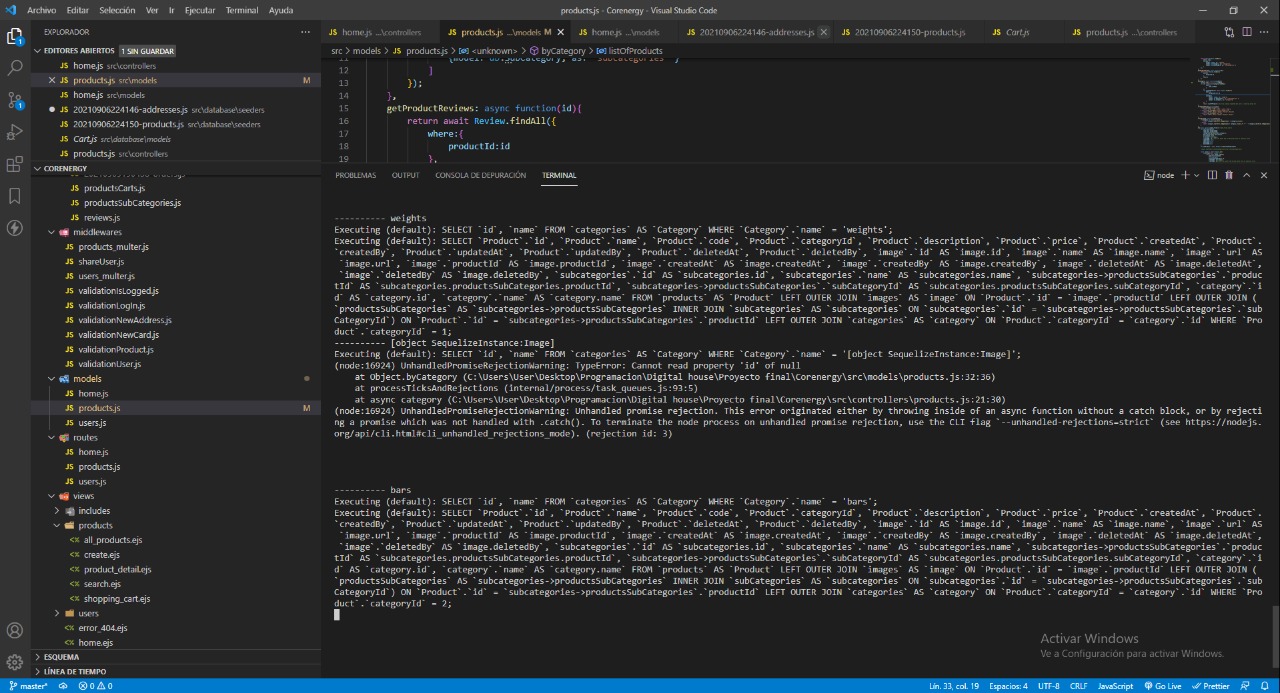 Archivo Editar Selección Ver Ir Ejecutar Terminal Ayuda
products.js - Corenergy - Visual Studio Code
EXPLORADOR
EDITORES ABIERTOS 1 SIN GUARDAR
JS home.js src\controllers
JS products.js src\models M
JS home.js src\models
JS 20210906224146-addresses.js src\database\seeders
JS 20210906224150-products.js src\database\seeders
JS Cart.js src\database\models
JS products.js src\controllers
CORENERGY
JS productsCarts.js
JS productsSubCategories.js
JS reviews.js
middlewares
JS products_multer.js
JS shareUser.js
JS users_multer.js
JS validationIsLogged.js
JS validationLogin.js
JS validationNewAddress.js
JS validationNewCard.js
JS validationProduct.js
JS validationUser.js
models
JS home.js
JS products.js M
JS users.js
routes
JS home.js
JS products.js
JS users.js
views
includes
products
<%> all_products.ejs
<%> create.ejs
<%> product_detail.ejs
<%> search.ejs
<%> shopping_cart.ejs
users
<%> error_404.ejs
<%> home.ejs
ESQUEMA
LÍNEA DE TIEMPO
JS home.js ...\controllers JS products.js ...\models M JS home.js ...\models JS 20210906224146-addresses.js JS 20210906224150-products.js JS Cart.js JS products.js ...\controllers
src > models > JS products.js > <unknown> > byCategory > listOfProducts
11 {model: db.subcategory, as: "subcategories" }
12 ]
13 });
14 },
15 getProductReviews: async function(id){
16 return await Review.findAll({
17 where:{
18 productId:id
19 },
PROBLEMAS OUTPUT CONSOLA DE DEPURACIÓN TERMINAL
node
---------- weights
Executing (default): SELECT `id`, `name` FROM `categories` AS `Category` WHERE `Category`.`name` = 'weights';
Executing (default): SELECT `Product`.`id`, `Product`.`name`, `Product`.`code`, `Product`.`categoryId`, `Product`.`description`, `Product`.`price`, `Product`.`createdAt`, `Product`.
`createdBy`, `Product`.`updatedAt`, `Product`.`updatedBy`, `Product`.`deletedAt`, `Product`.`deletedBy`, `image`.`id` AS `image.id`, `image`.`name` AS `image.name`, `image`.`url` AS
`image.url`, `image`.`productId` AS `image.productId`, `image`.`createdAt` AS `image.createdAt`, `image`.`createdBy` AS `image.createdBy`, `image`.`deletedAt` AS `image.deletedAt`,
`image`.`deletedBy` AS `image.deletedBy`, `subcategories`.`id` AS `subcategories.id`, `subcategories`.`name` AS `subcategories.name`, `subcategories->productsSubCategories`.`produc
tId` AS `subcategories.productsSubCategories.productId`, `subcategories->productsSubCategories`.`subCategoryId` AS `subcategories.productsSubCategories.subCategoryId`, `category`.`i
d` AS `category.id`, `category`.`name` AS `category.name` FROM `products` AS `Product` LEFT OUTER JOIN `images` AS `image` ON `Product`.`id` = `image`.`productId` LEFT OUTER JOIN (
`productsSubCategories` AS `subcategories->productsSubCategories` INNER JOIN `subCategories` AS `subcategories` ON `subcategories`.`id` = `subcategories->productsSubCategories`.`sub
CategoryId`) ON `Product`.`id` = `subcategories->productsSubCategories`.`productId` LEFT OUTER JOIN `categories` AS `category` ON `Product`.`categoryId` = `category`.`id` WHERE `Pro
duct`.`categoryId` = 1;
---------- [object SequelizeInstance:Image]
Executing (default): SELECT `id`, `name` FROM `categories` AS `Category` WHERE `Category`.`name` = '[object SequelizeInstance:Image]';
(node:16924) UnhandledPromiseRejectionWarning: TypeError: Cannot read property 'id' of null
at Object.byCategory (C:\Users\User\Desktop\Programacion\Digital house\Proyecto final\Corenergy\src\models\products.js:32:36)
at processTicksAndRejections (internal/process/task_queues.js:93:5)
at async category (C:\Users\User\Desktop\Programacion\Digital house\Proyecto final\Corenergy\src\controllers\products.js:21:30)
(node:16924) UnhandledPromiseRejectionWarning: Unhandled promise rejection. This error originated either by throwing inside of an async function without a catch block, or by rejecti
ng a promise which was not handled with .catch(). To terminate the node process on unhandled promise rejection, use the CLI flag `--unhandled-rejections=strict` (see https://nodejs.
org/api/cli.html#cli_unhandled_rejections_mode). (rejection id: 3)
---------- bars
Executing (default): SELECT `id`, `name` FROM `categories` AS `Category` WHERE `Category`.`name` = 'bars';
Executing (default): SELECT `Product`.`id`, `Product`.`name`, `Product`.`code`, `Product`.`categoryId`, `Product`.`description`, `Product`.`price`, `Product`.`createdAt`, `Product`.
`createdBy`, `Product`.`updatedAt`, `Product`.`updatedBy`, `Product`.`deletedAt`, `Product`.`deletedBy`, `image`.`id` AS `image.id`, `image`.`name` AS `image.name`, `image`.`url` AS
`image.url`, `image`.`productId` AS `image.productId`, `image`.`createdAt` AS `image.createdAt`, `image`.`createdBy` AS `image.createdBy`, `image`.`deletedAt` AS `image.deletedAt`,
`image`.`deletedBy` AS `image.deletedBy`, `subcategories`.`id` AS `subcategories.id`, `subcategories`.`name` AS `subcategories.name`, `subcategories->productsSubCategories`.`produc
tId` AS `subcategories.productsSubCategories.productId`, `subcategories->productsSubCategories`.`subCategoryId` AS `subcategories.productsSubCategories.subCategoryId`, `category`.`i
d` AS `category.id`, `category`.`name` AS `category.name` FROM `products` AS `Product` LEFT OUTER JOIN `images` AS `image` ON `Product`.`id` = `image`.`productId` LEFT OUTER JOIN (
`productsSubCategories` AS `subcategories->productsSubCategories` INNER JOIN `subCategories` AS `subcategories` ON `subcategories`.`id` = `subcategories->productsSubCategories`.`sub
CategoryId`) ON `Product`.`id` = `subcategories->productsSubCategories`.`productId` LEFT OUTER JOIN `categories` AS `category` ON `Product`.`categoryId` = `category`.`id` WHERE `Pro
duct`.`categoryId` = 2;
Activar Windows
Ve a Configuración para activar Windows.
master* 0 0 Lín. 33, col. 19 Espacios: 4 UTF-8 CRLF JavaScript Go Live Prettier